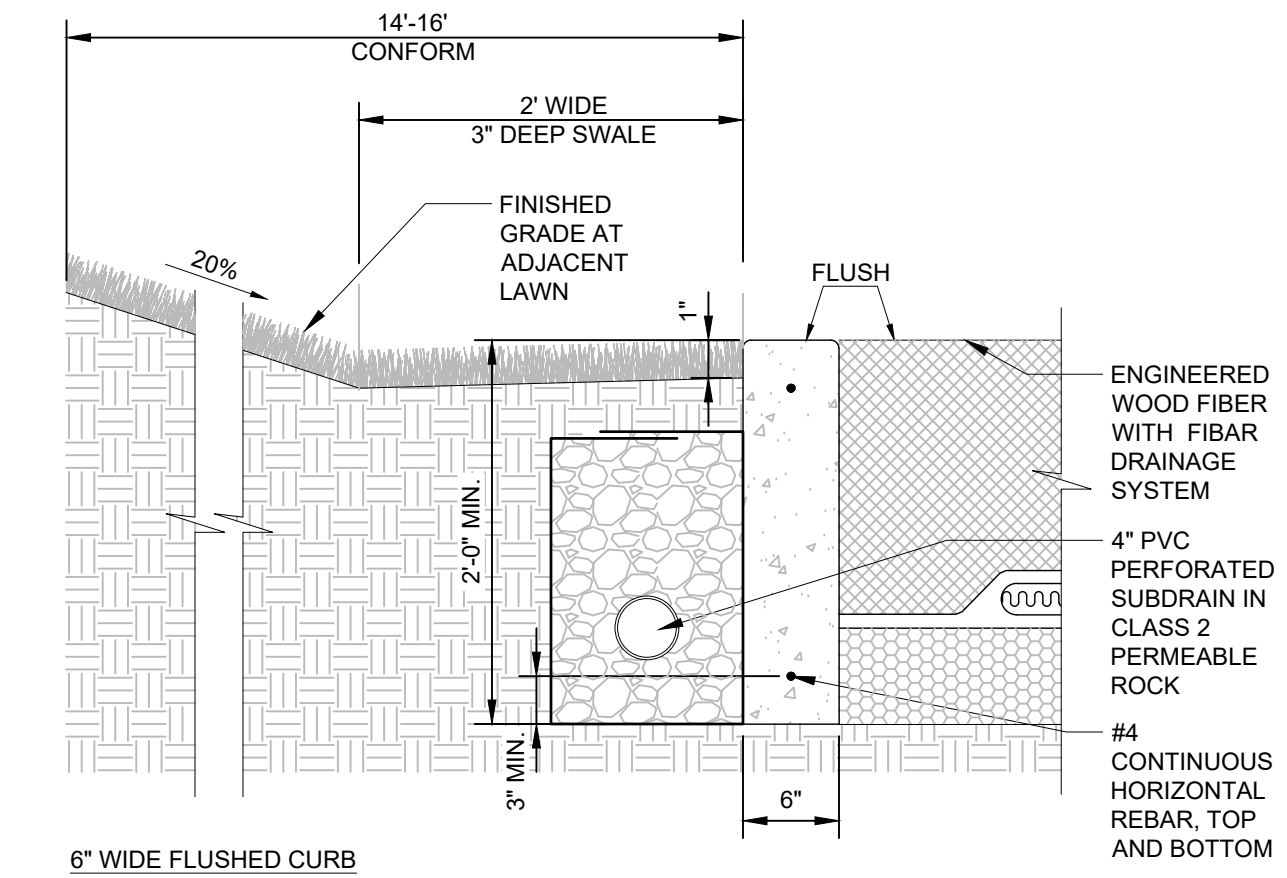 14'-16'
CONFORM
2' WIDE
3" DEEP SWALE
FINISHED
GRADE AT
ADJACENT
LAWN
20%
FLUSH
1"
ENGINEERED
WOOD FIBER
WITH FIBAR
DRAINAGE
SYSTEM
2'-0" MIN.
4" PVC
PERFORATED
SUBDRAIN IN
CLASS 2
PERMEABLE
ROCK
#4
CONTINUOUS
HORIZONTAL
REBAR, TOP
AND BOTTOM
3" MIN.
6"
6" WIDE FLUSHED CURB